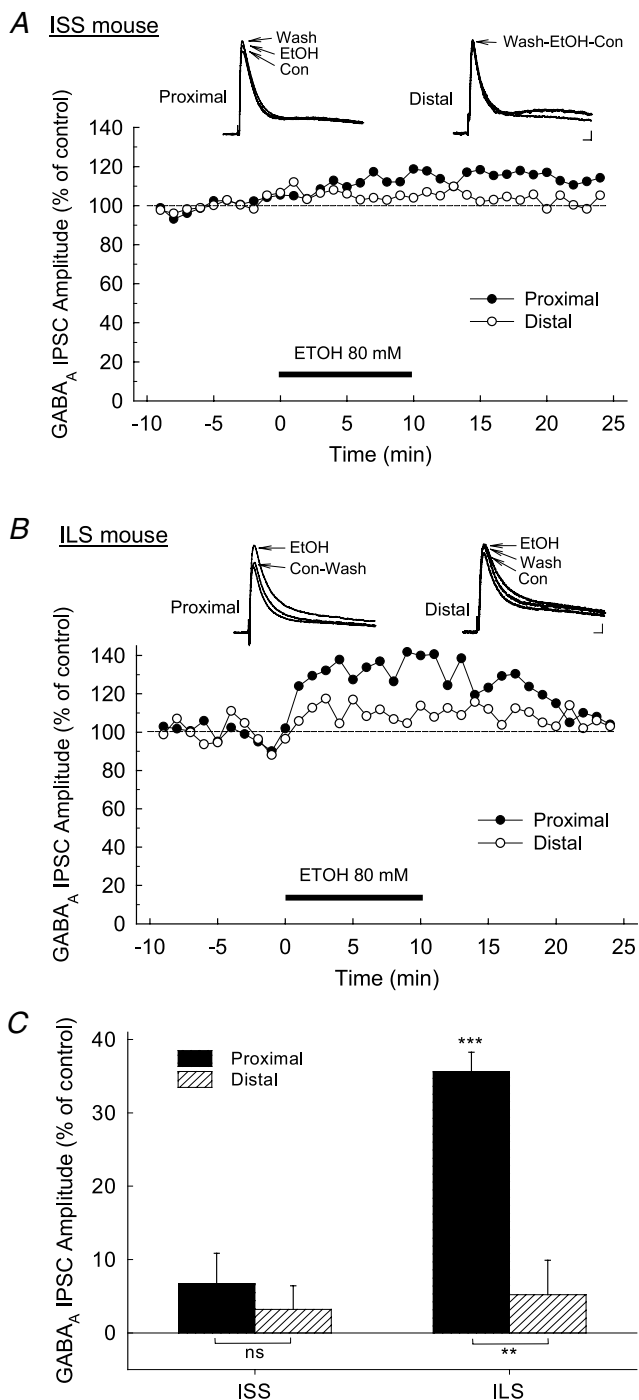 A ISS mouse
Wash
EtOH
Con
Proximal
Wash-EtOH-Con
Distal
GABA_A IPSC Amplitude (% of control)
140
120
100
80
60
40
20
0
Proximal
Distal
ETOH 80 mM
-10 -5 0 5 10 15 20 25
Time (min)
B ILS mouse
EtOH
Con-Wash
Proximal
EtOH
Wash
Con
Distal
GABA_A IPSC Amplitude (% of control)
140
120
100
80
60
40
20
0
Proximal
Distal
ETOH 80 mM
-10 -5 0 5 10 15 20 25
Time (min)
C
GABA_A IPSC Amplitude (% of control)
40
30
20
10
0
Proximal
Distal
***
ns
**
ISS ILS